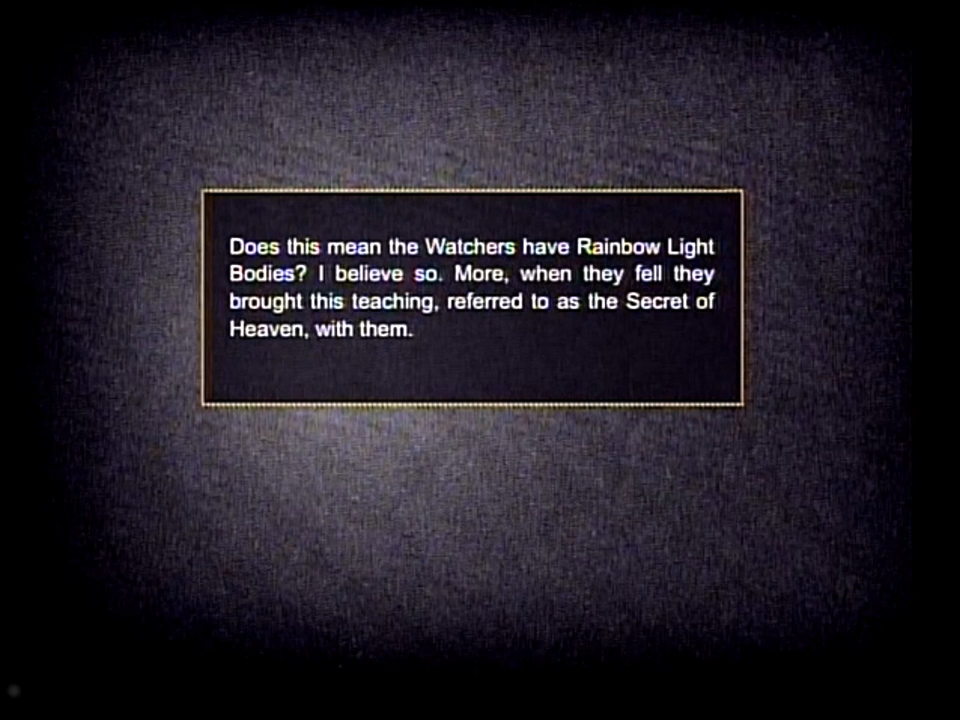 Does this mean the Watchers have Rainbow Light
Bodies? I believe so. More, when they fell they
brought this teaching, referred to as the Secret of
Heaven, with them.